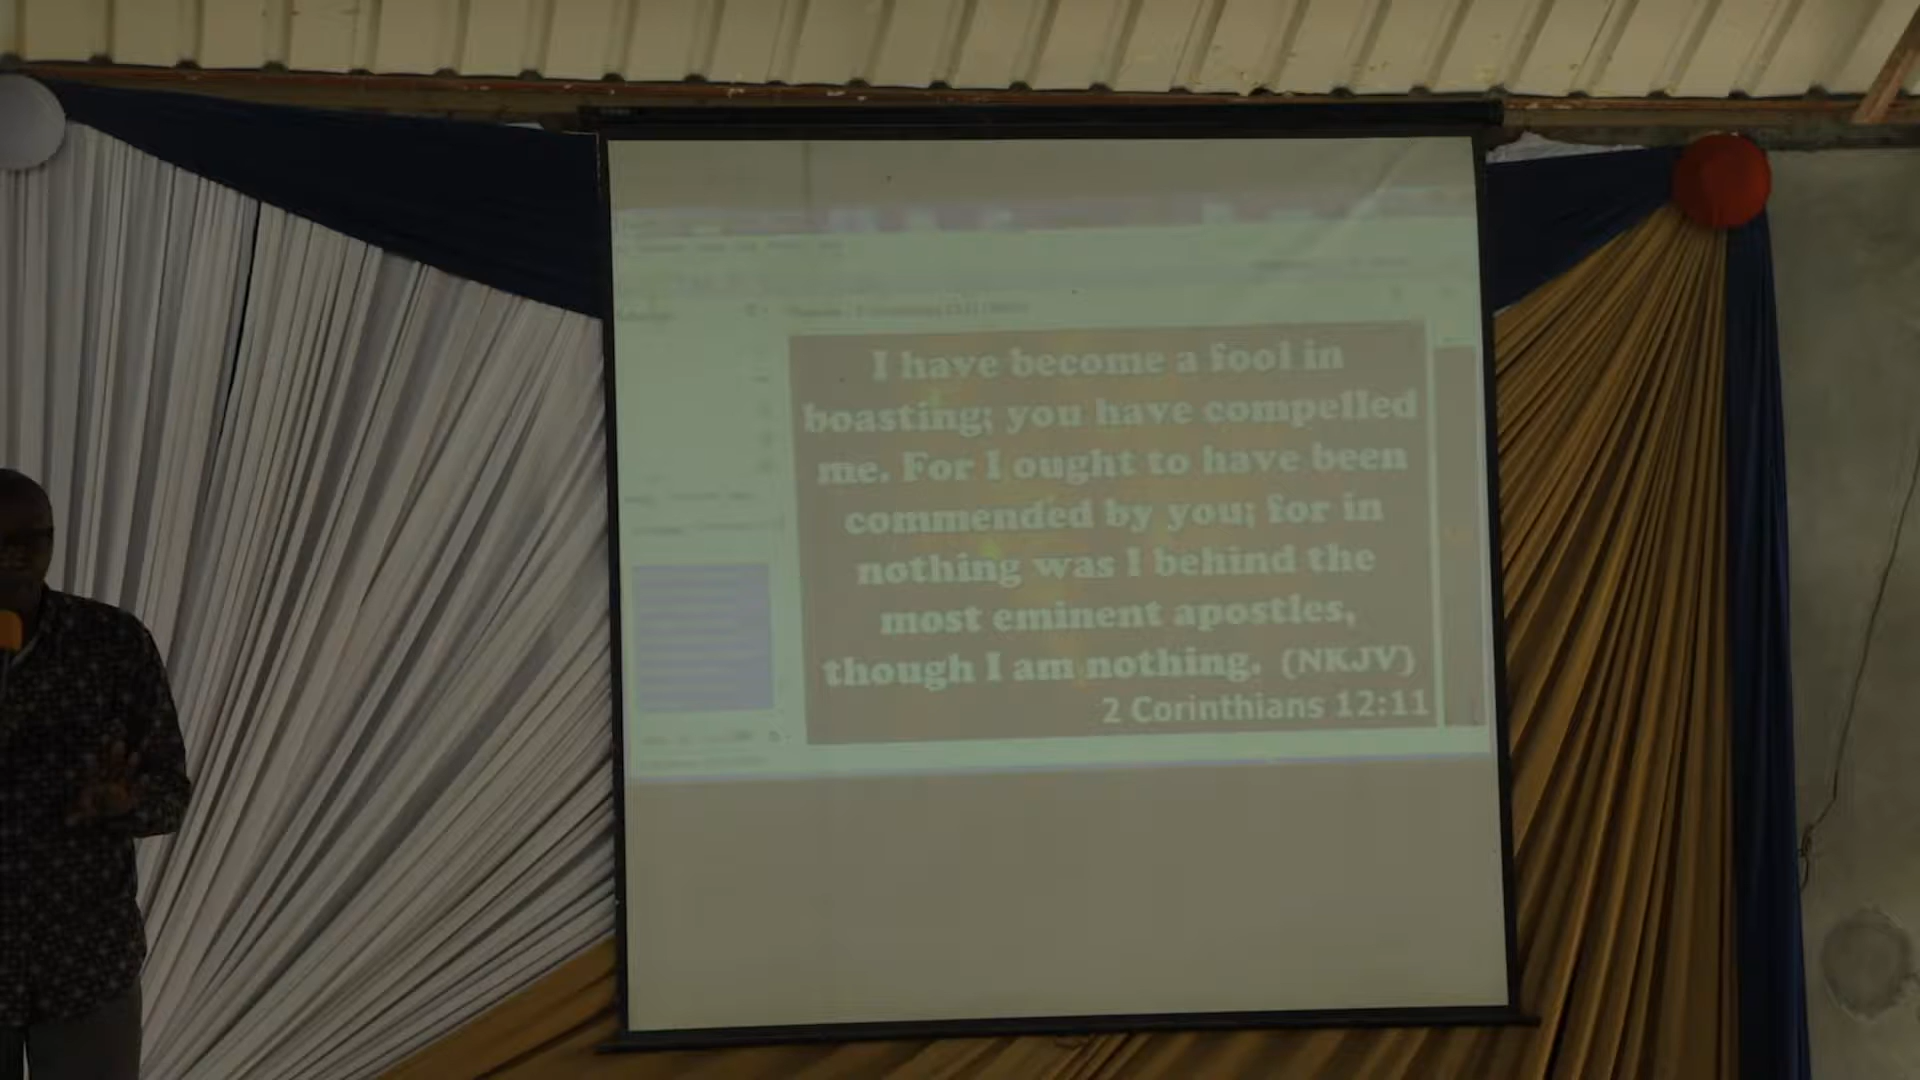 I have become a fool in
boasting; you have compelled
me. For I ought to have been
commended by you; for in
nothing was I behind the
most eminent apostles,
though I am nothing. (NKJV)
2 Corinthians 12:11